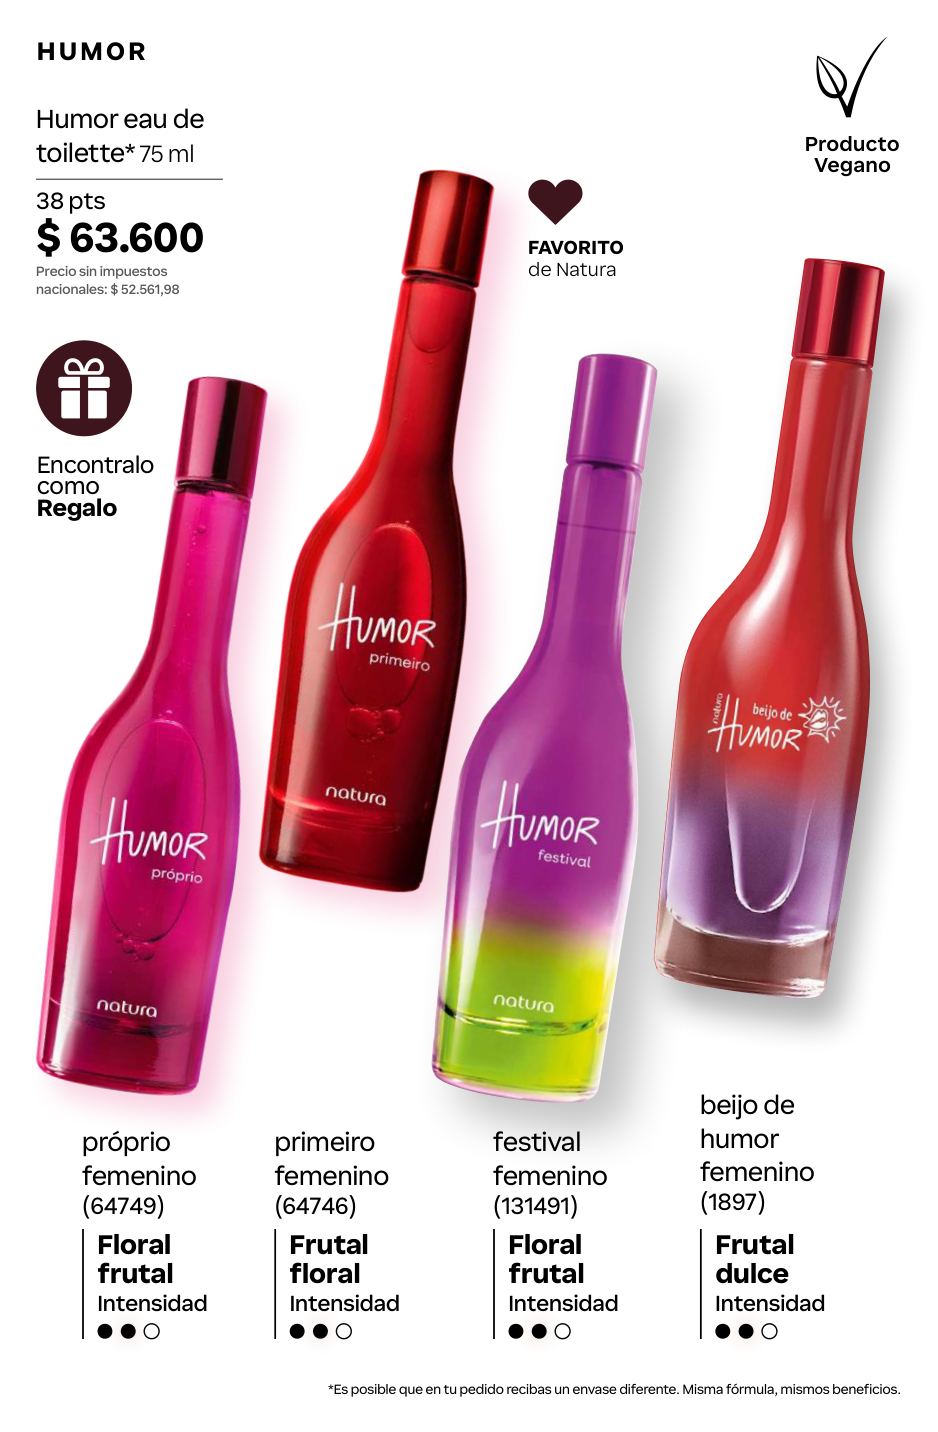 HUMOR
Producto
Vegano
Humor eau de
toilette* 75 ml
38 pts
$ 63.600
Precio sin impuestos
nacionales: $ 52.561,98
FAVORITO
de Natura
Encontralo
como
Regalo
HUMOR
próprio
natura
HUMOR
primeiro
natura
HUMOR
festival
natura
natura
beijo de
HUMOR
próprio
femenino
(64749)
Floral
frutal
Intensidad
primeiro
femenino
(64746)
Frutal
floral
Intensidad
festival
femenino
(131491)
Floral
frutal
Intensidad
beijo de
humor
femenino
(1897)
Frutal
dulce
Intensidad
*Es posible que en tu pedido recibas un envase diferente. Misma fórmula, mismos beneficios.